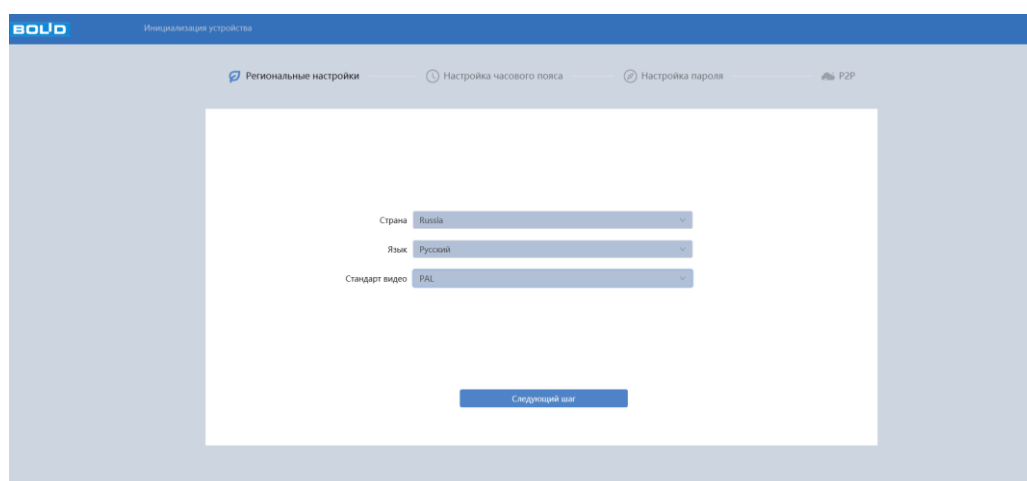 BOLID Инициализация устройства
Региональные настройки Настройка часового пояса Настройка пароля P2P
Страна Russia
Язык Русский
Стандарт видео PAL
Следующий шаг